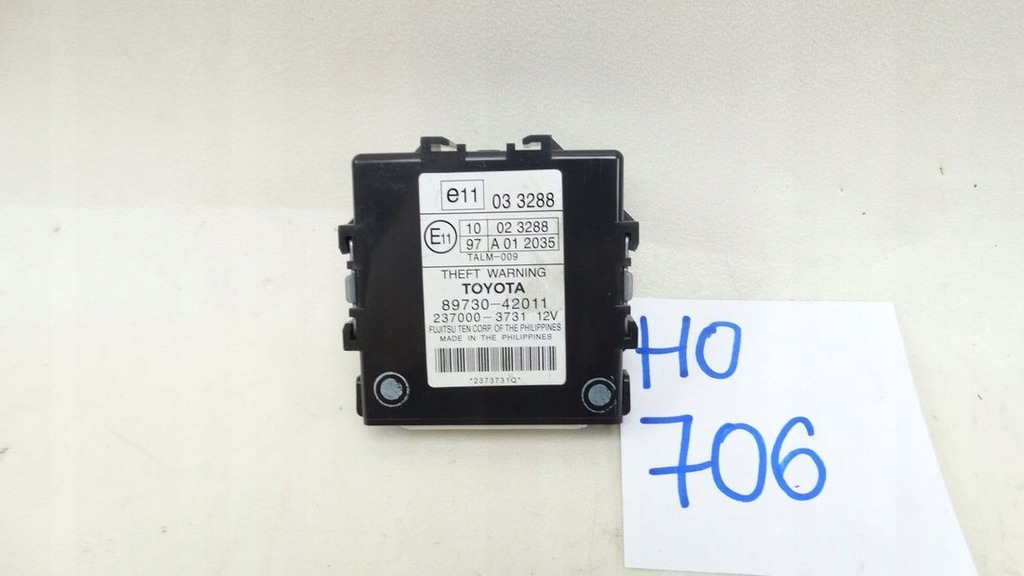 e11 03 3288
E11 10 02 3288
97 A 01 2035
TALM-009
THEFT WARNING
TOYOTA
89730-42011
237000-3731 12V
FUJITSU TEN CORP. OF THE PHILIPPINES
MADE IN THE PHILIPPINES
*2373731Q*
HO
706